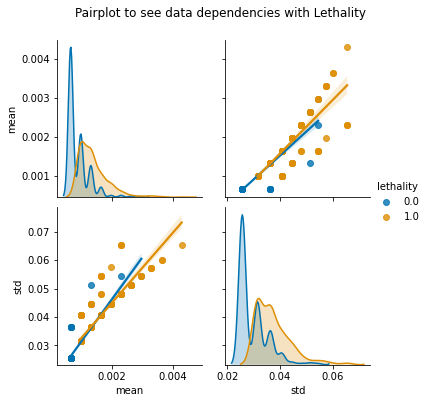 Pairplot to see data dependencies with Lethality
0.004
0.003
0.002
0.001
mean
lethality
0.0
1.0
0.07
0.06
0.05
0.04
0.03
std
0.002
0.004
mean
0.02
0.04
0.06
std